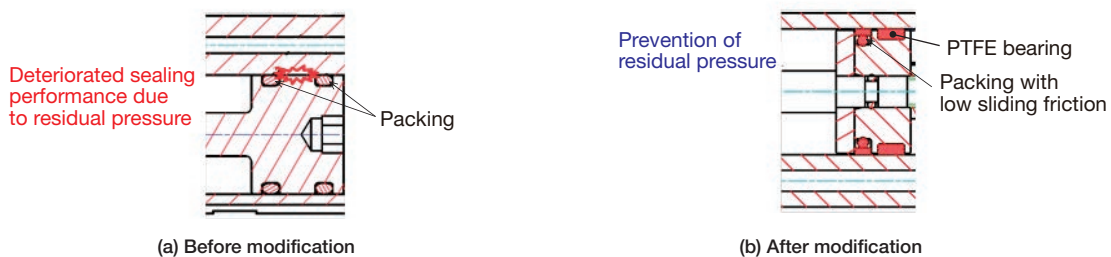 Deteriorated sealing
performance due
to residual pressure
Packing
(a) Before modification
Prevention of
residual pressure
PTFE bearing
Packing with
low sliding friction
(b) After modification